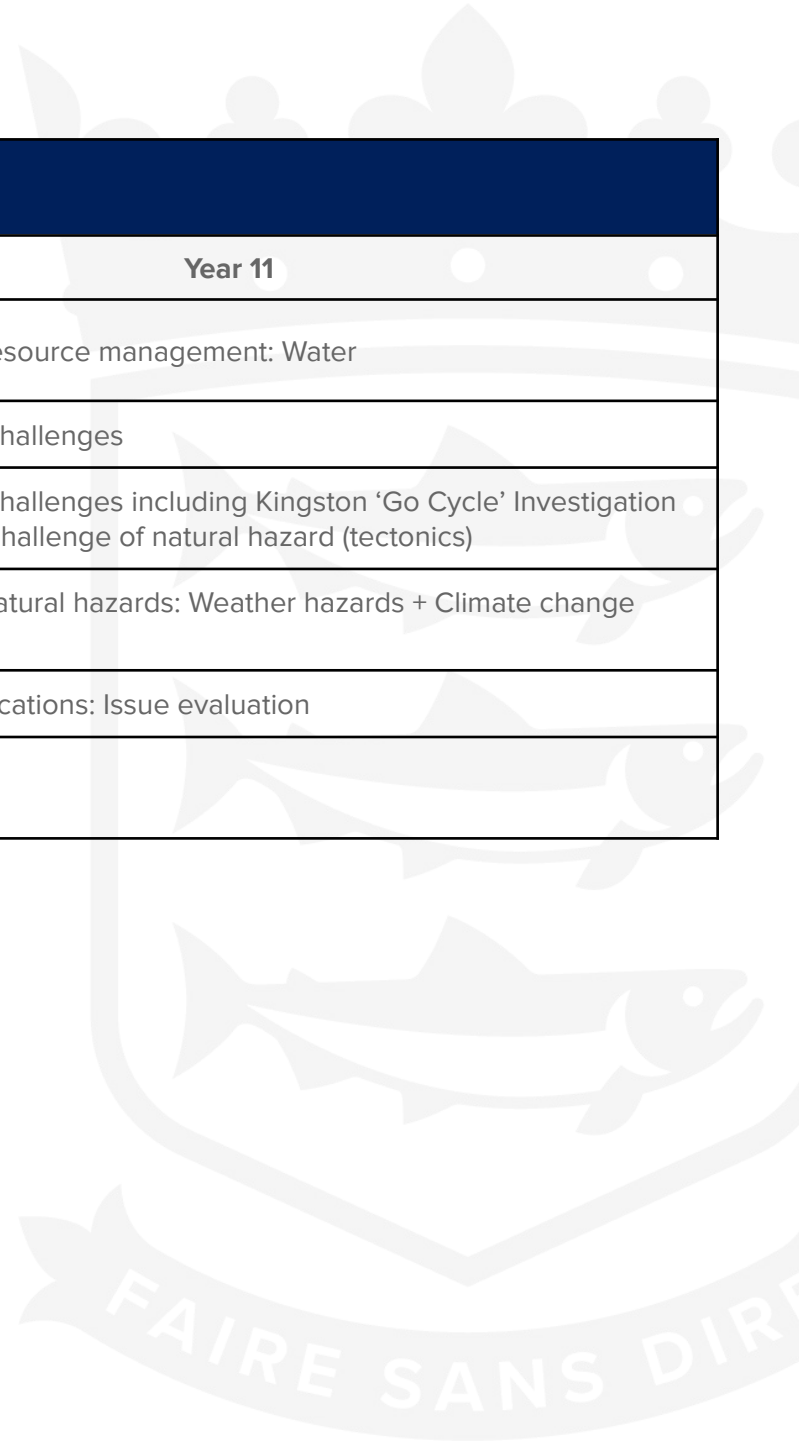 Year 11
esource management: Water
hallenges
hallenges including Kingston ‘Go Cycle’ Investigation
hallenge of natural hazard (tectonics)
atural hazards: Weather hazards + Climate change
cations: Issue evaluation
FAIRE SANS DIRE